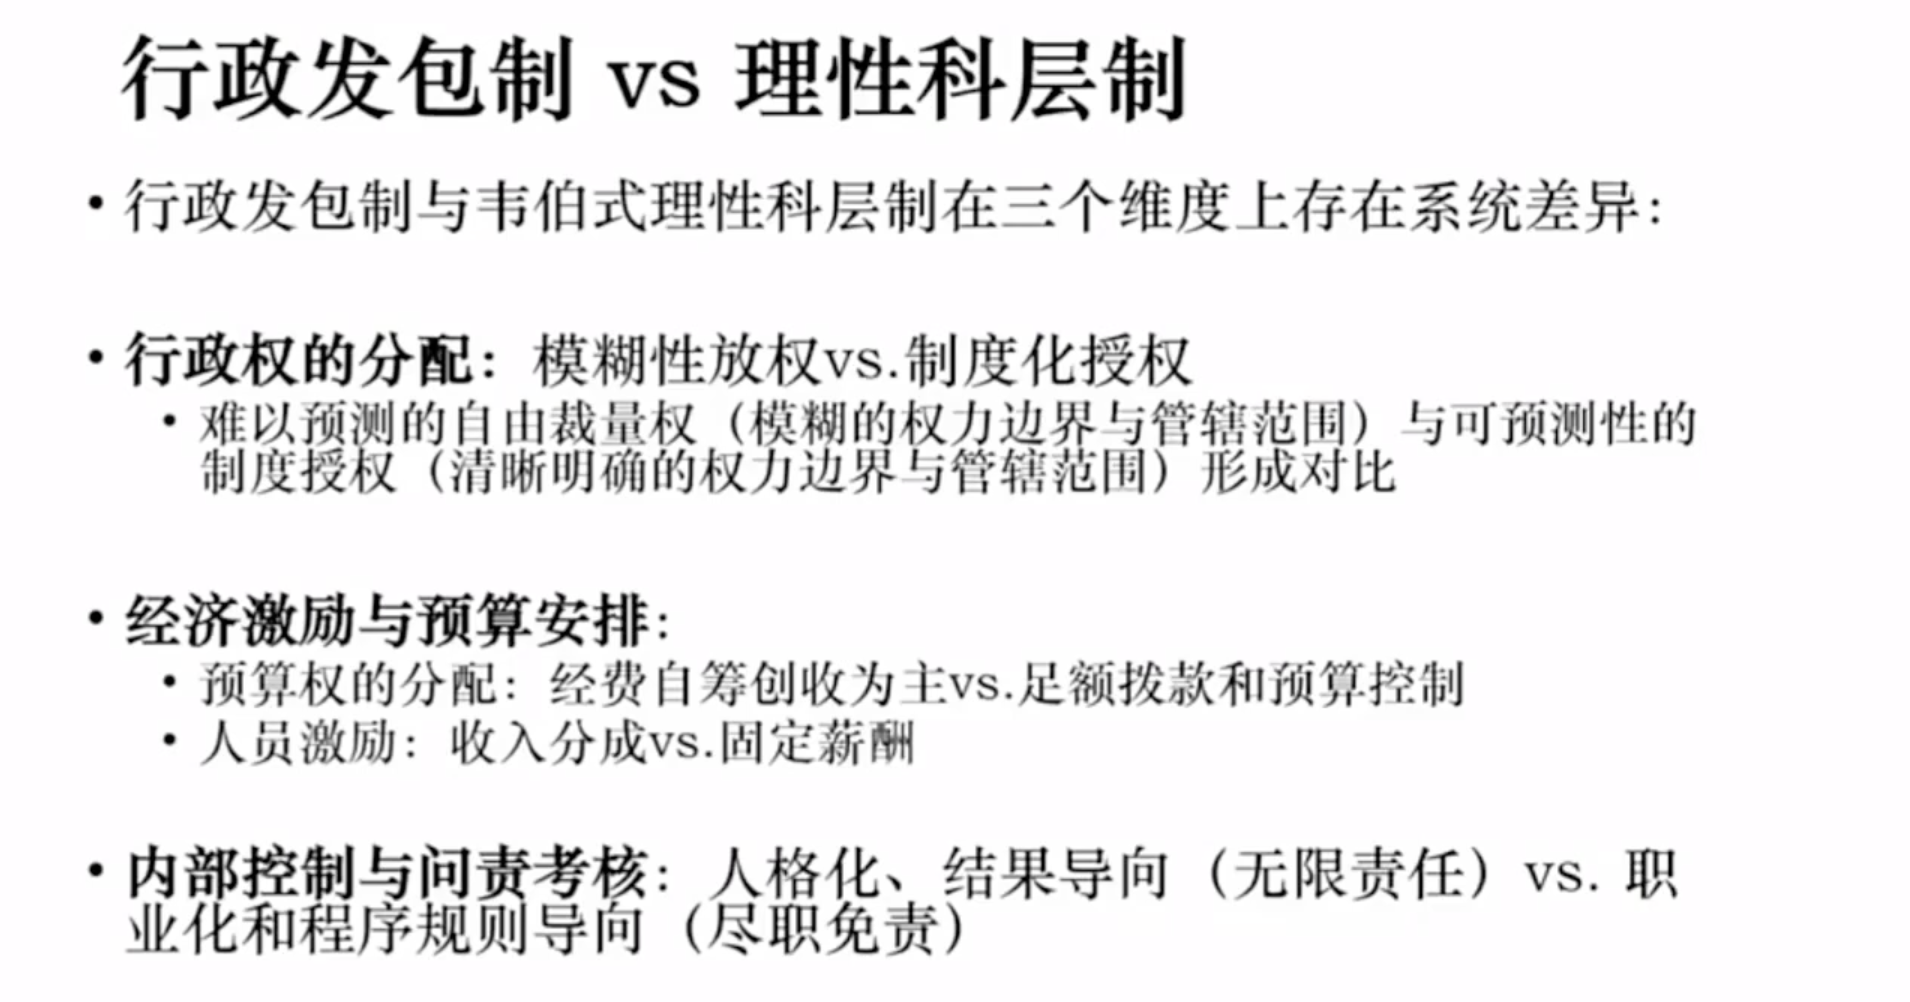 行政发包制 vs 理性科层制
• 行政发包制与韦伯式理性科层制在三个维度上存在系统差异：
• 行政权的分配：模糊性放权vs.制度化授权
• 难以预测的自由裁量权（模糊的权力边界与管辖范围）与可预测性的
制度授权（清晰明确的权力边界与管辖范围）形成对比
• 经济激励与预算安排：
• 预算权的分配：经费自筹创收为主vs.足额拨款和预算控制
• 人员激励：收入分成vs.固定薪酬
• 内部控制与问责考核：人格化、结果导向（无限责任）vs. 职
业化和程序规则导向（尽职免责）